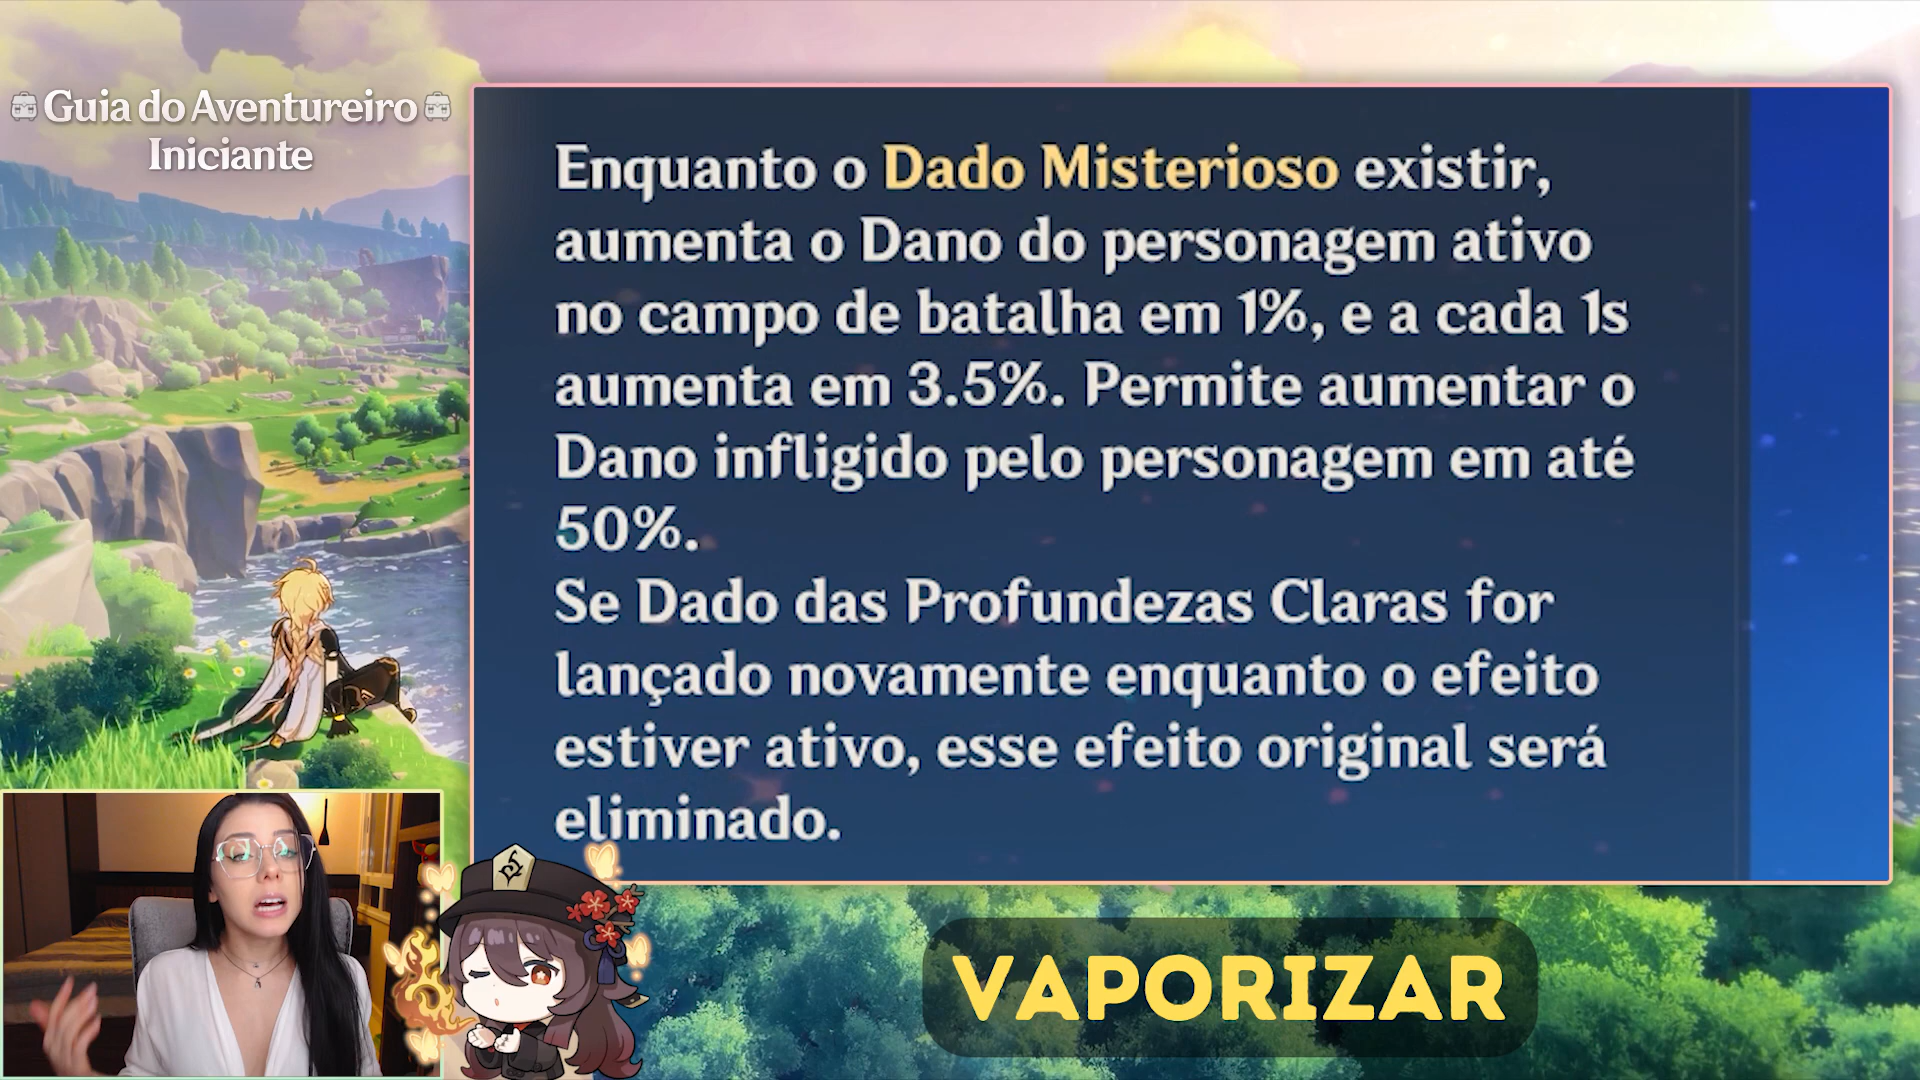 Guia do Aventureiro
Iniciante
Enquanto o Dado Misterioso existir,
aumenta o Dano do personagem ativo
no campo de batalha em 1%, e a cada 1s
aumenta em 3.5%. Permite aumentar o
Dano infligido pelo personagem em até
50%.
Se Dado das Profundezas Claras for
lançado novamente enquanto o efeito
estiver ativo, esse efeito original será
eliminado.
VAPORIZAR